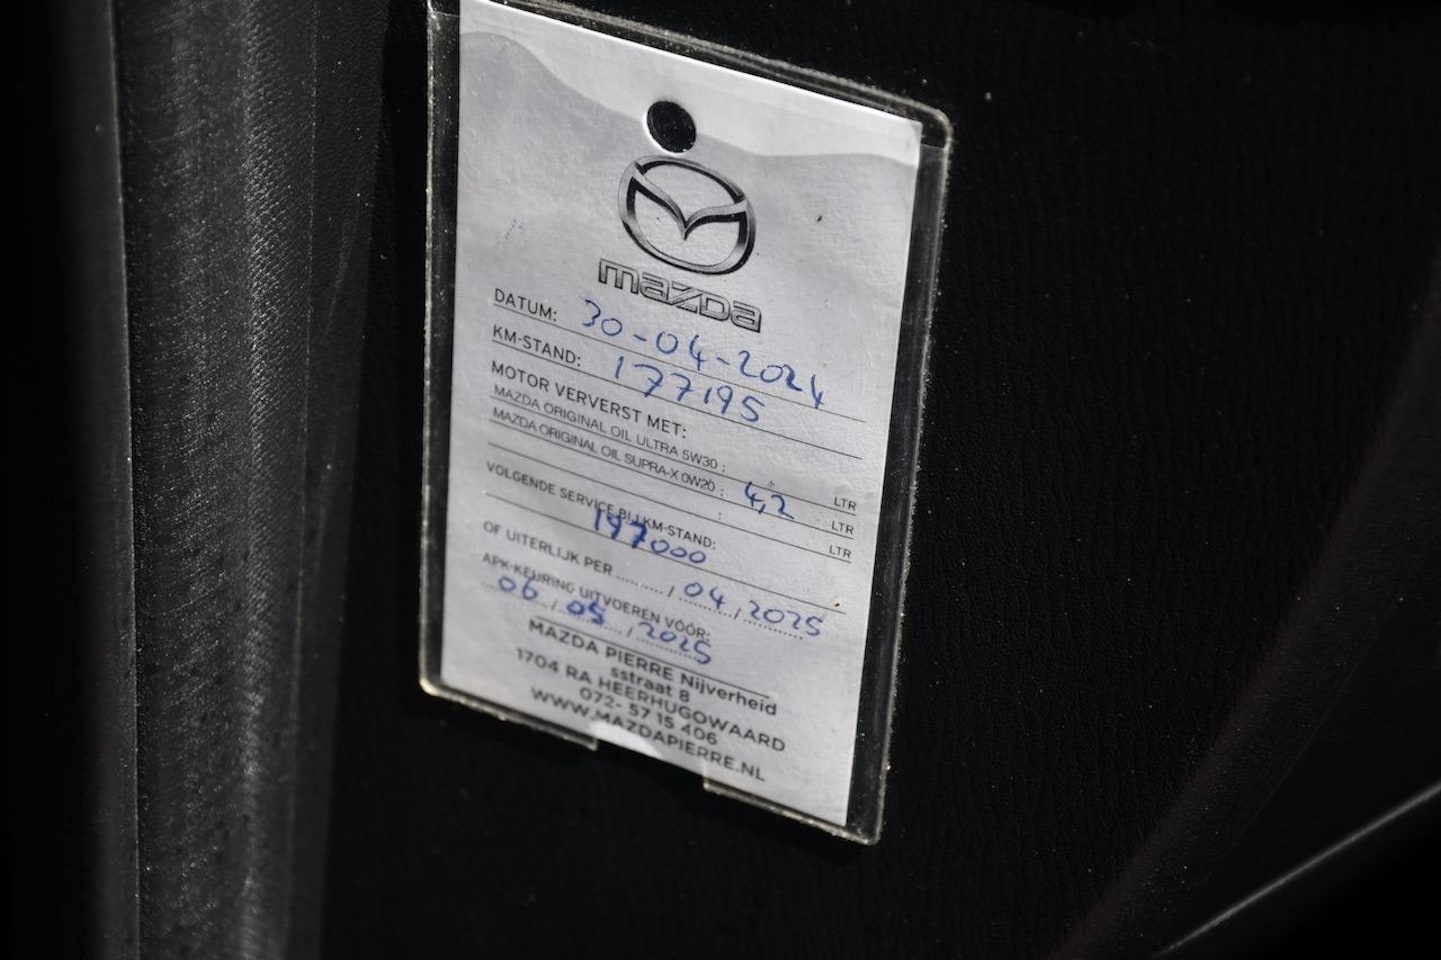 mazda
DATUM: 30-04-2024
KM-STAND: 177195
MOTOR VERVERST MET:
MAZDA ORIGINAL OIL ULTRA 5W30 : LTR
MAZDA ORIGINAL OIL SUPRA-X 0W20 : 4,2 LTR
: LTR
VOLGENDE SERVICE BIJ KM-STAND:
197000
OF UITERLIJK PER ....... / 04 / 2025
APK-KEURING UITVOEREN VÓÓR:
06 / 05 / 2025
MAZDA PIERRE Nijverheid
sstraat 8
1704 RA HEERHUGOWAARD
072- 57 15 406
WWW.MAZDAPIERRE.NL